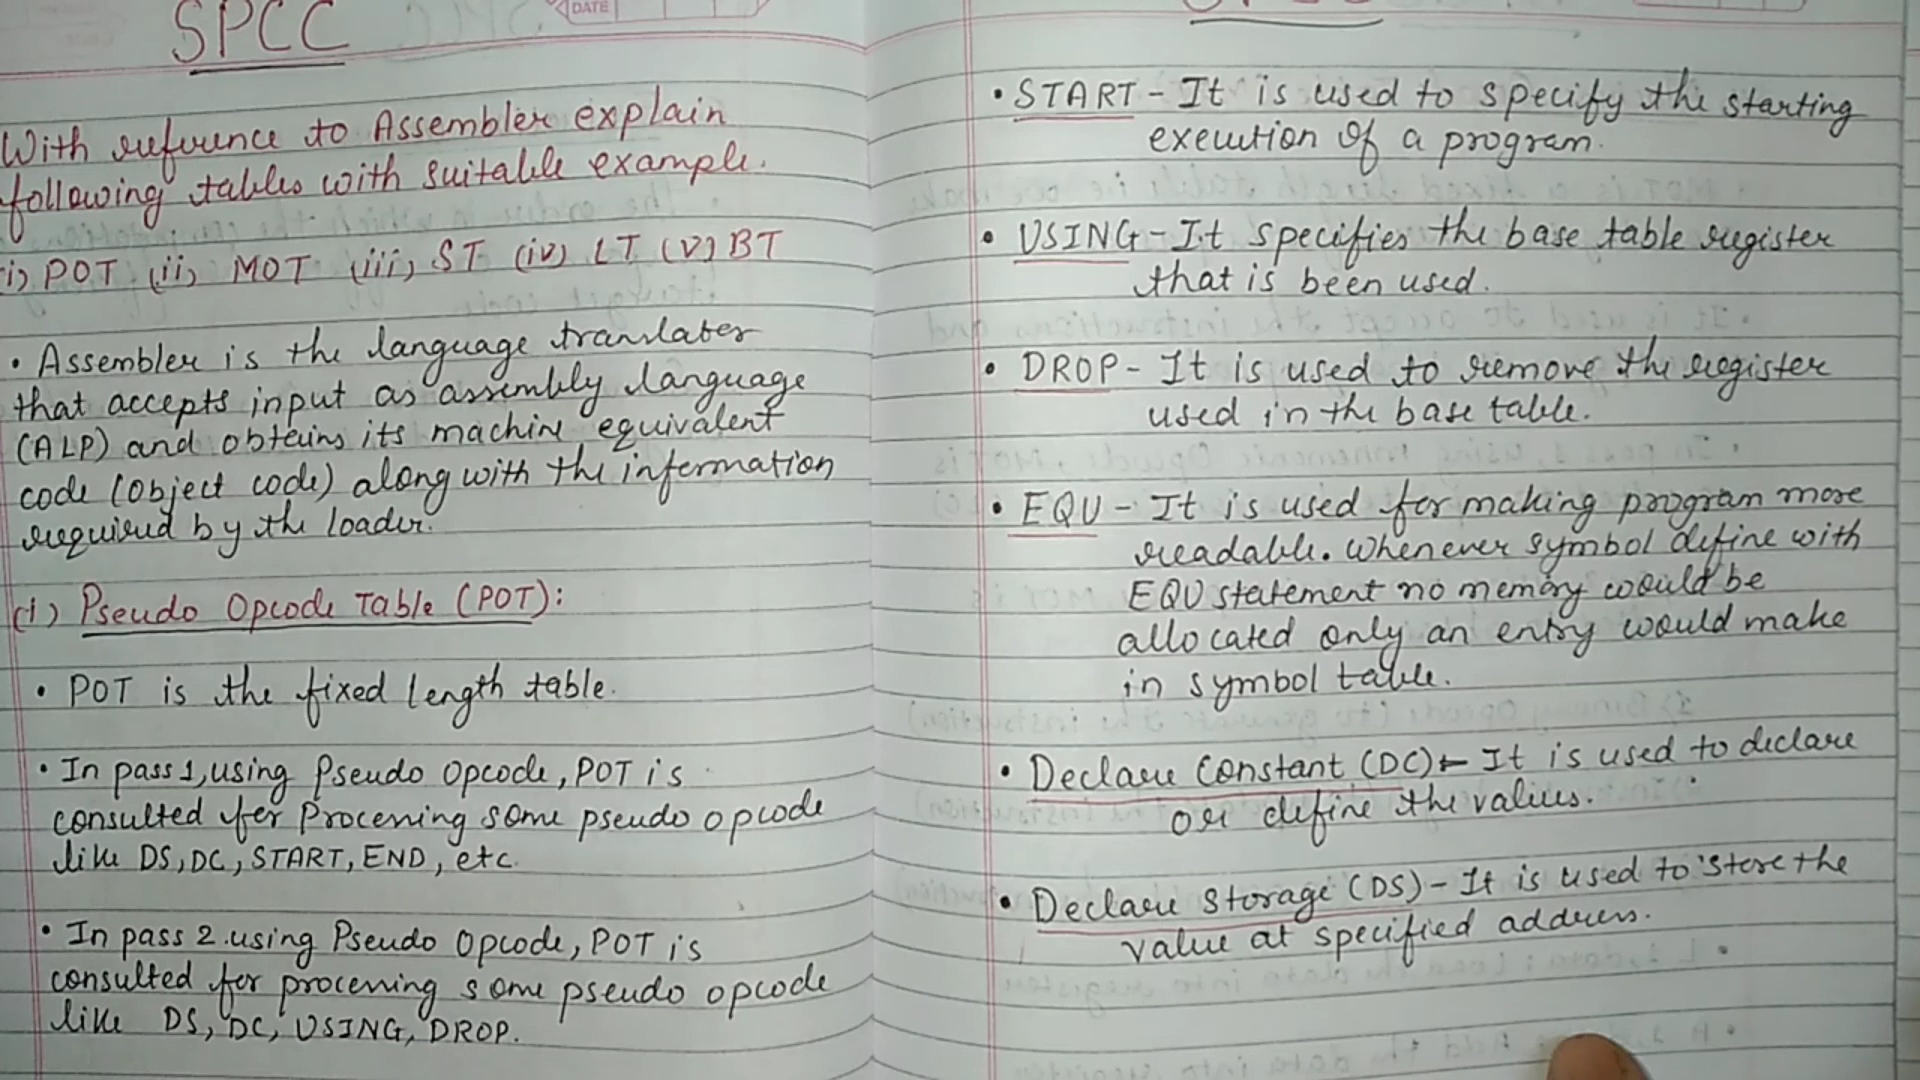 SPCC
DATE
With reference to Assembler explain
following tables with suitable example.
i) POT (ii) MOT (iii) ST (iv) LT (v) BT
• Assembler is the language translater
that accepts input as assembly language
(ALP) and obtains its machine equivalent
code (object code) along with the information
required by the loader.
(i) Pseudo Opcode Table (POT):
• POT is the fixed length table.
• In pass 1, using Pseudo Opcode, POT is
consulted for Processing some pseudo opcode
like DS, DC, START, END, etc.
• In pass 2. using Pseudo Opcode, POT is
consulted for processing some pseudo opcode
like DS, DC, USING, DROP.
• START - It is used to specify the starting
execution of a program.
• USING - It specifies the base table register
that is been used.
• DROP - It is used to remove the register
used in the base table.
• EQU - It is used for making program more
readable. Whenever symbol define with
EQU statement no memory would be
allocated only an entry would make
in symbol table.
• Declare Constant (DC) - It is used to declare
or define the values.
• Declare Storage (DS) - It is used to store the
value at specified address.